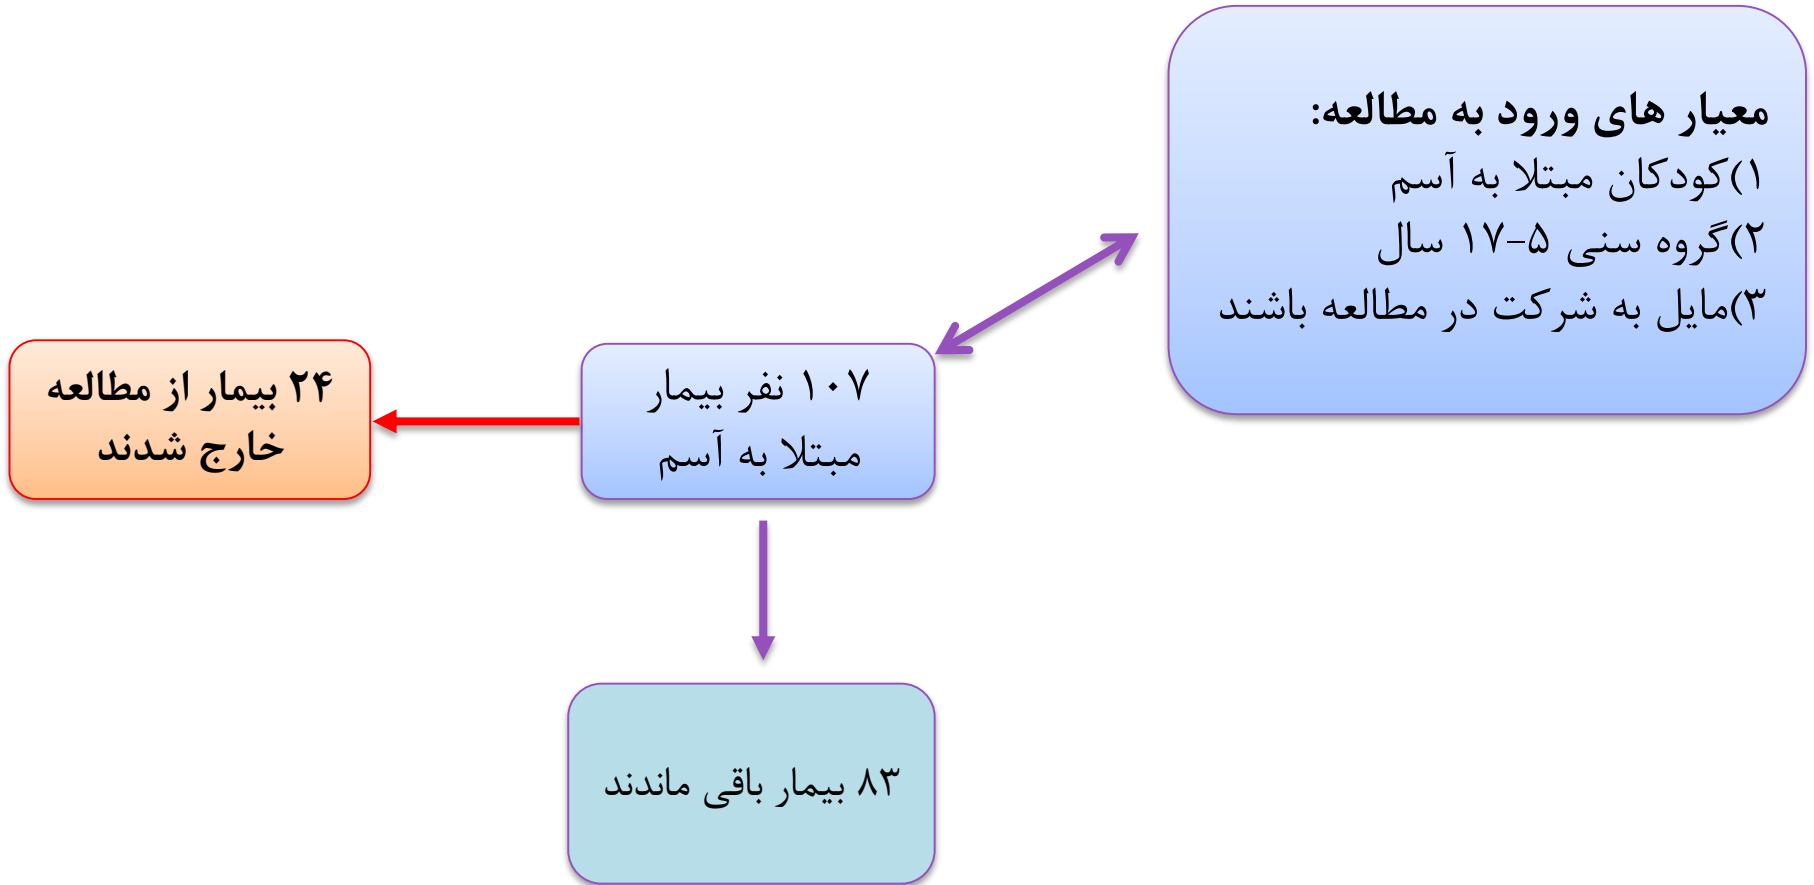 معیار های ورود به مطالعه:
۱)کودکان مبتلا به آسم
۲)گروه سنی ۵-۱۷ سال
۳)مایل به شرکت در مطالعه باشند
۱۰۷ نفر بیمار
مبتلا به آسم
۲۴ بیمار از مطالعه
خارج شدند
۸۳ بیمار باقی ماندند